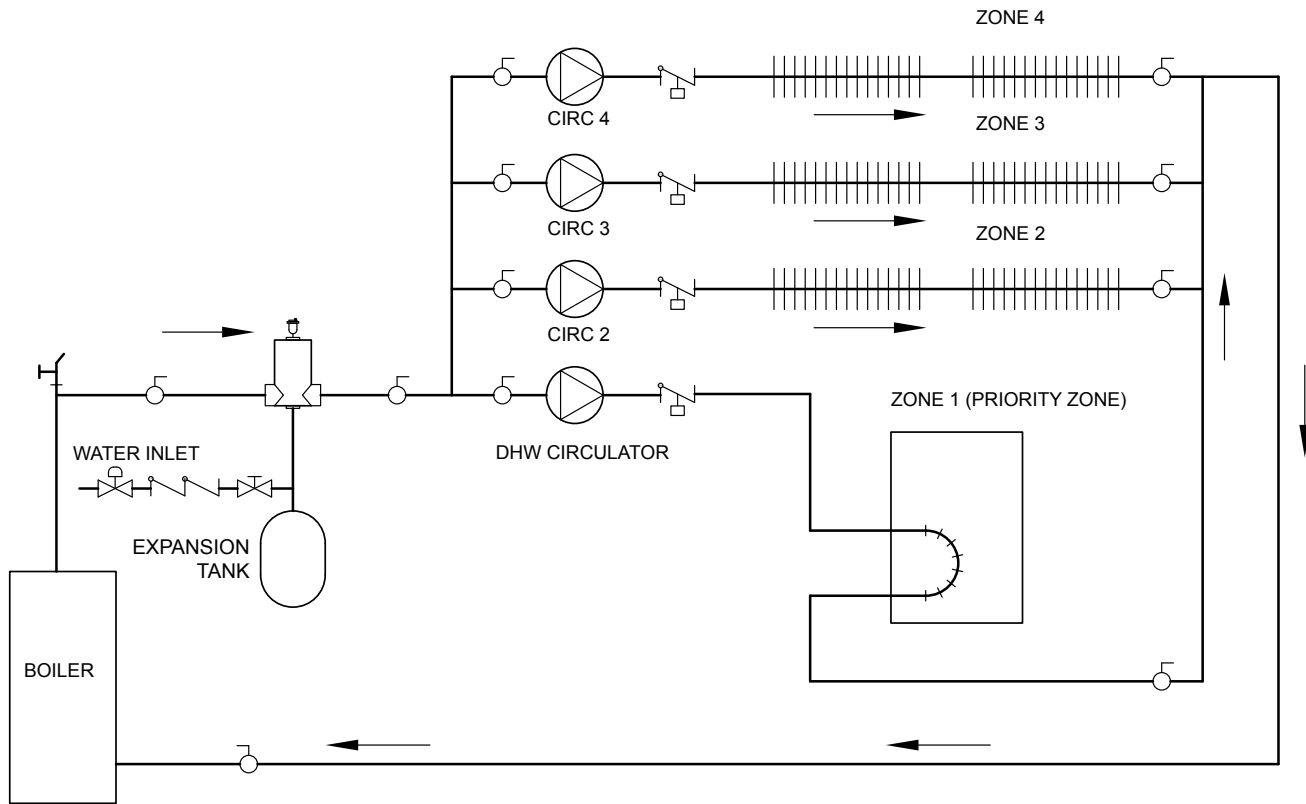 ZONE 4
CIRC 4
ZONE 3
CIRC 3
ZONE 2
CIRC 2
ZONE 1 (PRIORITY ZONE)
WATER INLET
DHW CIRCULATOR
EXPANSION
TANK
BOILER